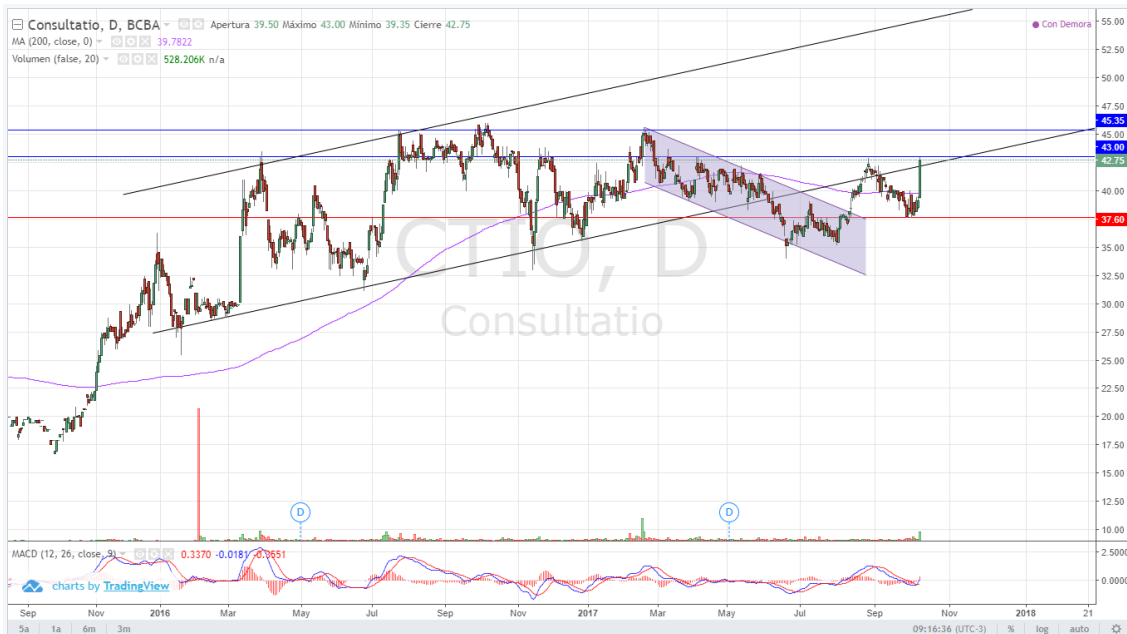 Consultatio, D, BCBA Apertura 39.50 Máximo 43.00 Mínimo 39.35 Cierre 42.75
Con Demora
MA (200, close, 0) 39.7822
Volumen (false, 20) 528.206K n/a
55.00
52.50
50.00
47.50
45.35
45.00
43.00
42.75
40.00
37.60
35.00
32.50
30.00
27.50
25.00
22.50
20.00
17.50
15.00
12.50
10.00
CTIO, D
Consultatio
D
D
MACD (12, 26, close, 9) 0.3370 -0.0181 -0.3551
2.5000
0.0000
charts by TradingView
Sep Nov 2016 Mar May Jul Sep Nov 2017 Mar May Jul Sep Nov 2018 21
5a 1a 6m 3m 09:16:36 (UTC-3) % log auto